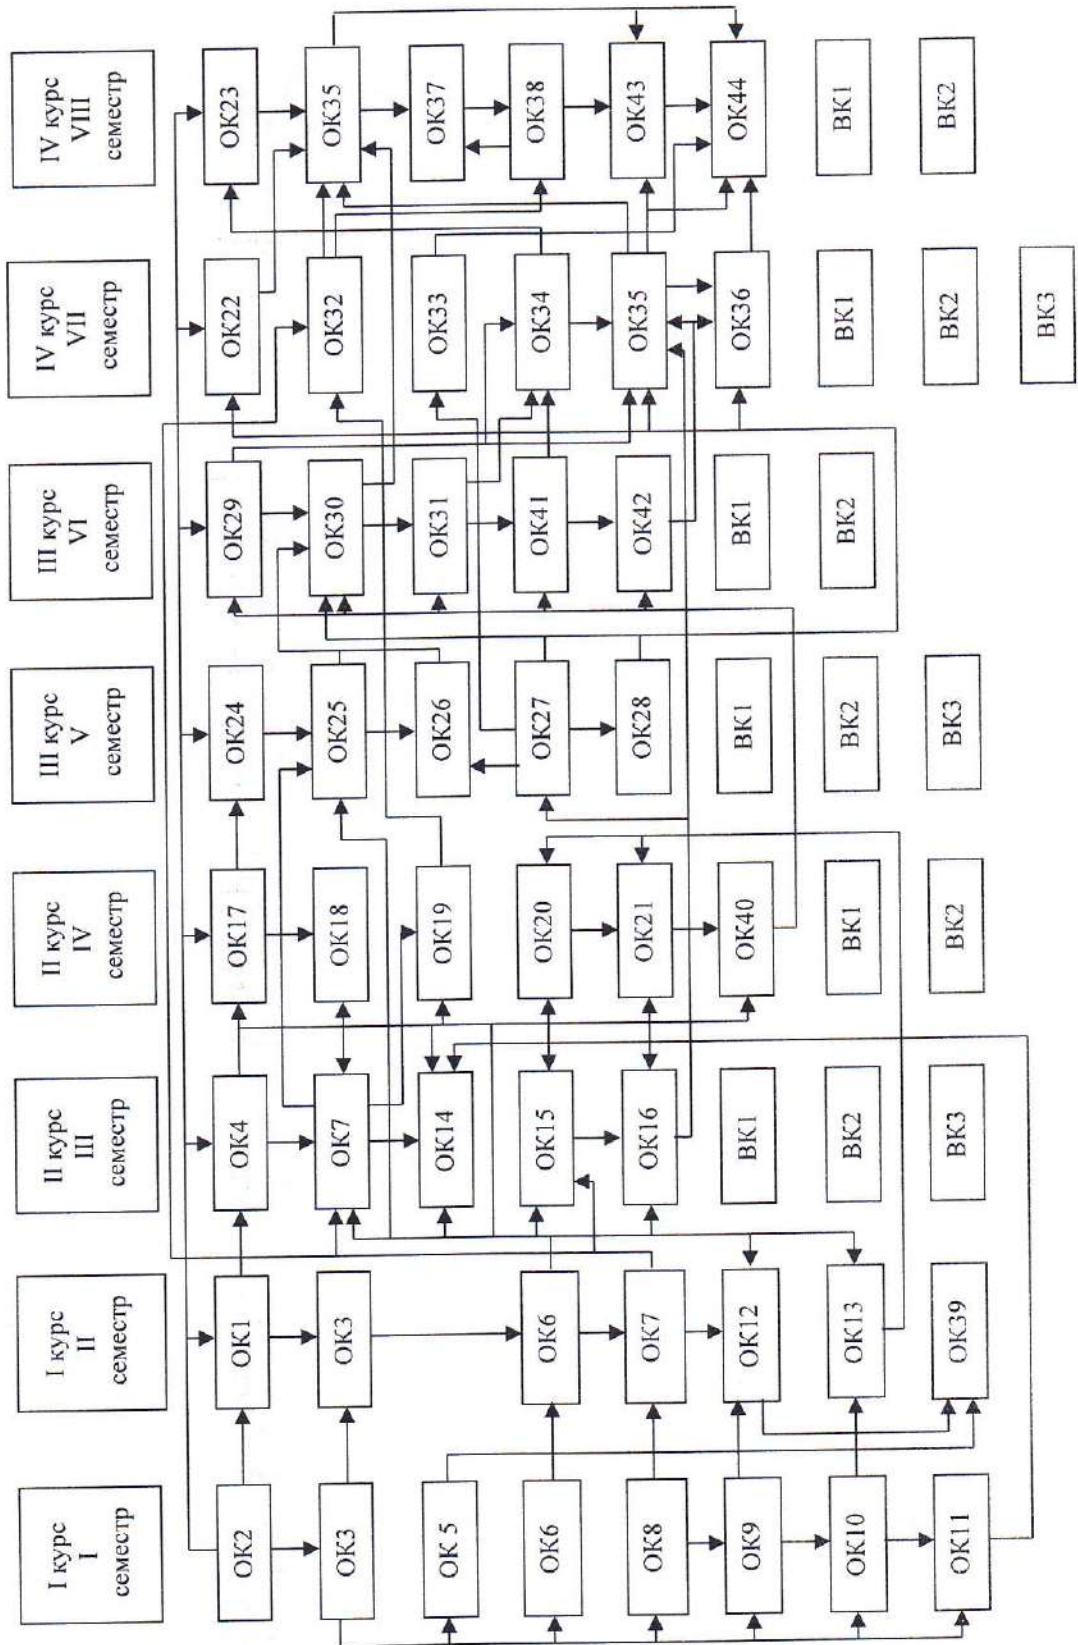 I курс
I
семестр
ОК2
ОК3
ОК 5
ОК6
ОК8
ОК9
ОК10
ОК11
I курс
II
семестр
ОК1
ОК3
ОК6
ОК7
ОК12
ОК13
ОК39
II курс
III
семестр
ОК4
ОК7
ОК14
ОК15
ОК16
ВК1
ВК2
ВК3
II курс
IV
семестр
ОК17
ОК18
ОК19
ОК20
ОК21
ОК40
ВК1
ВК2
III курс
V
семестр
ОК24
ОК25
ОК26
ОК27
ОК28
ВК1
ВК2
ВК3
III курс
VI
семестр
ОК29
ОК30
ОК31
ОК41
ОК42
ВК1
ВК2
IV курс
VII
семестр
ОК22
ОК32
ОК33
ОК34
ОК35
ОК36
ВК1
ВК2
ВК3
IV курс
VIII
семестр
ОК23
ОК35
ОК37
ОК38
ОК43
ОК44
ВК1
ВК2